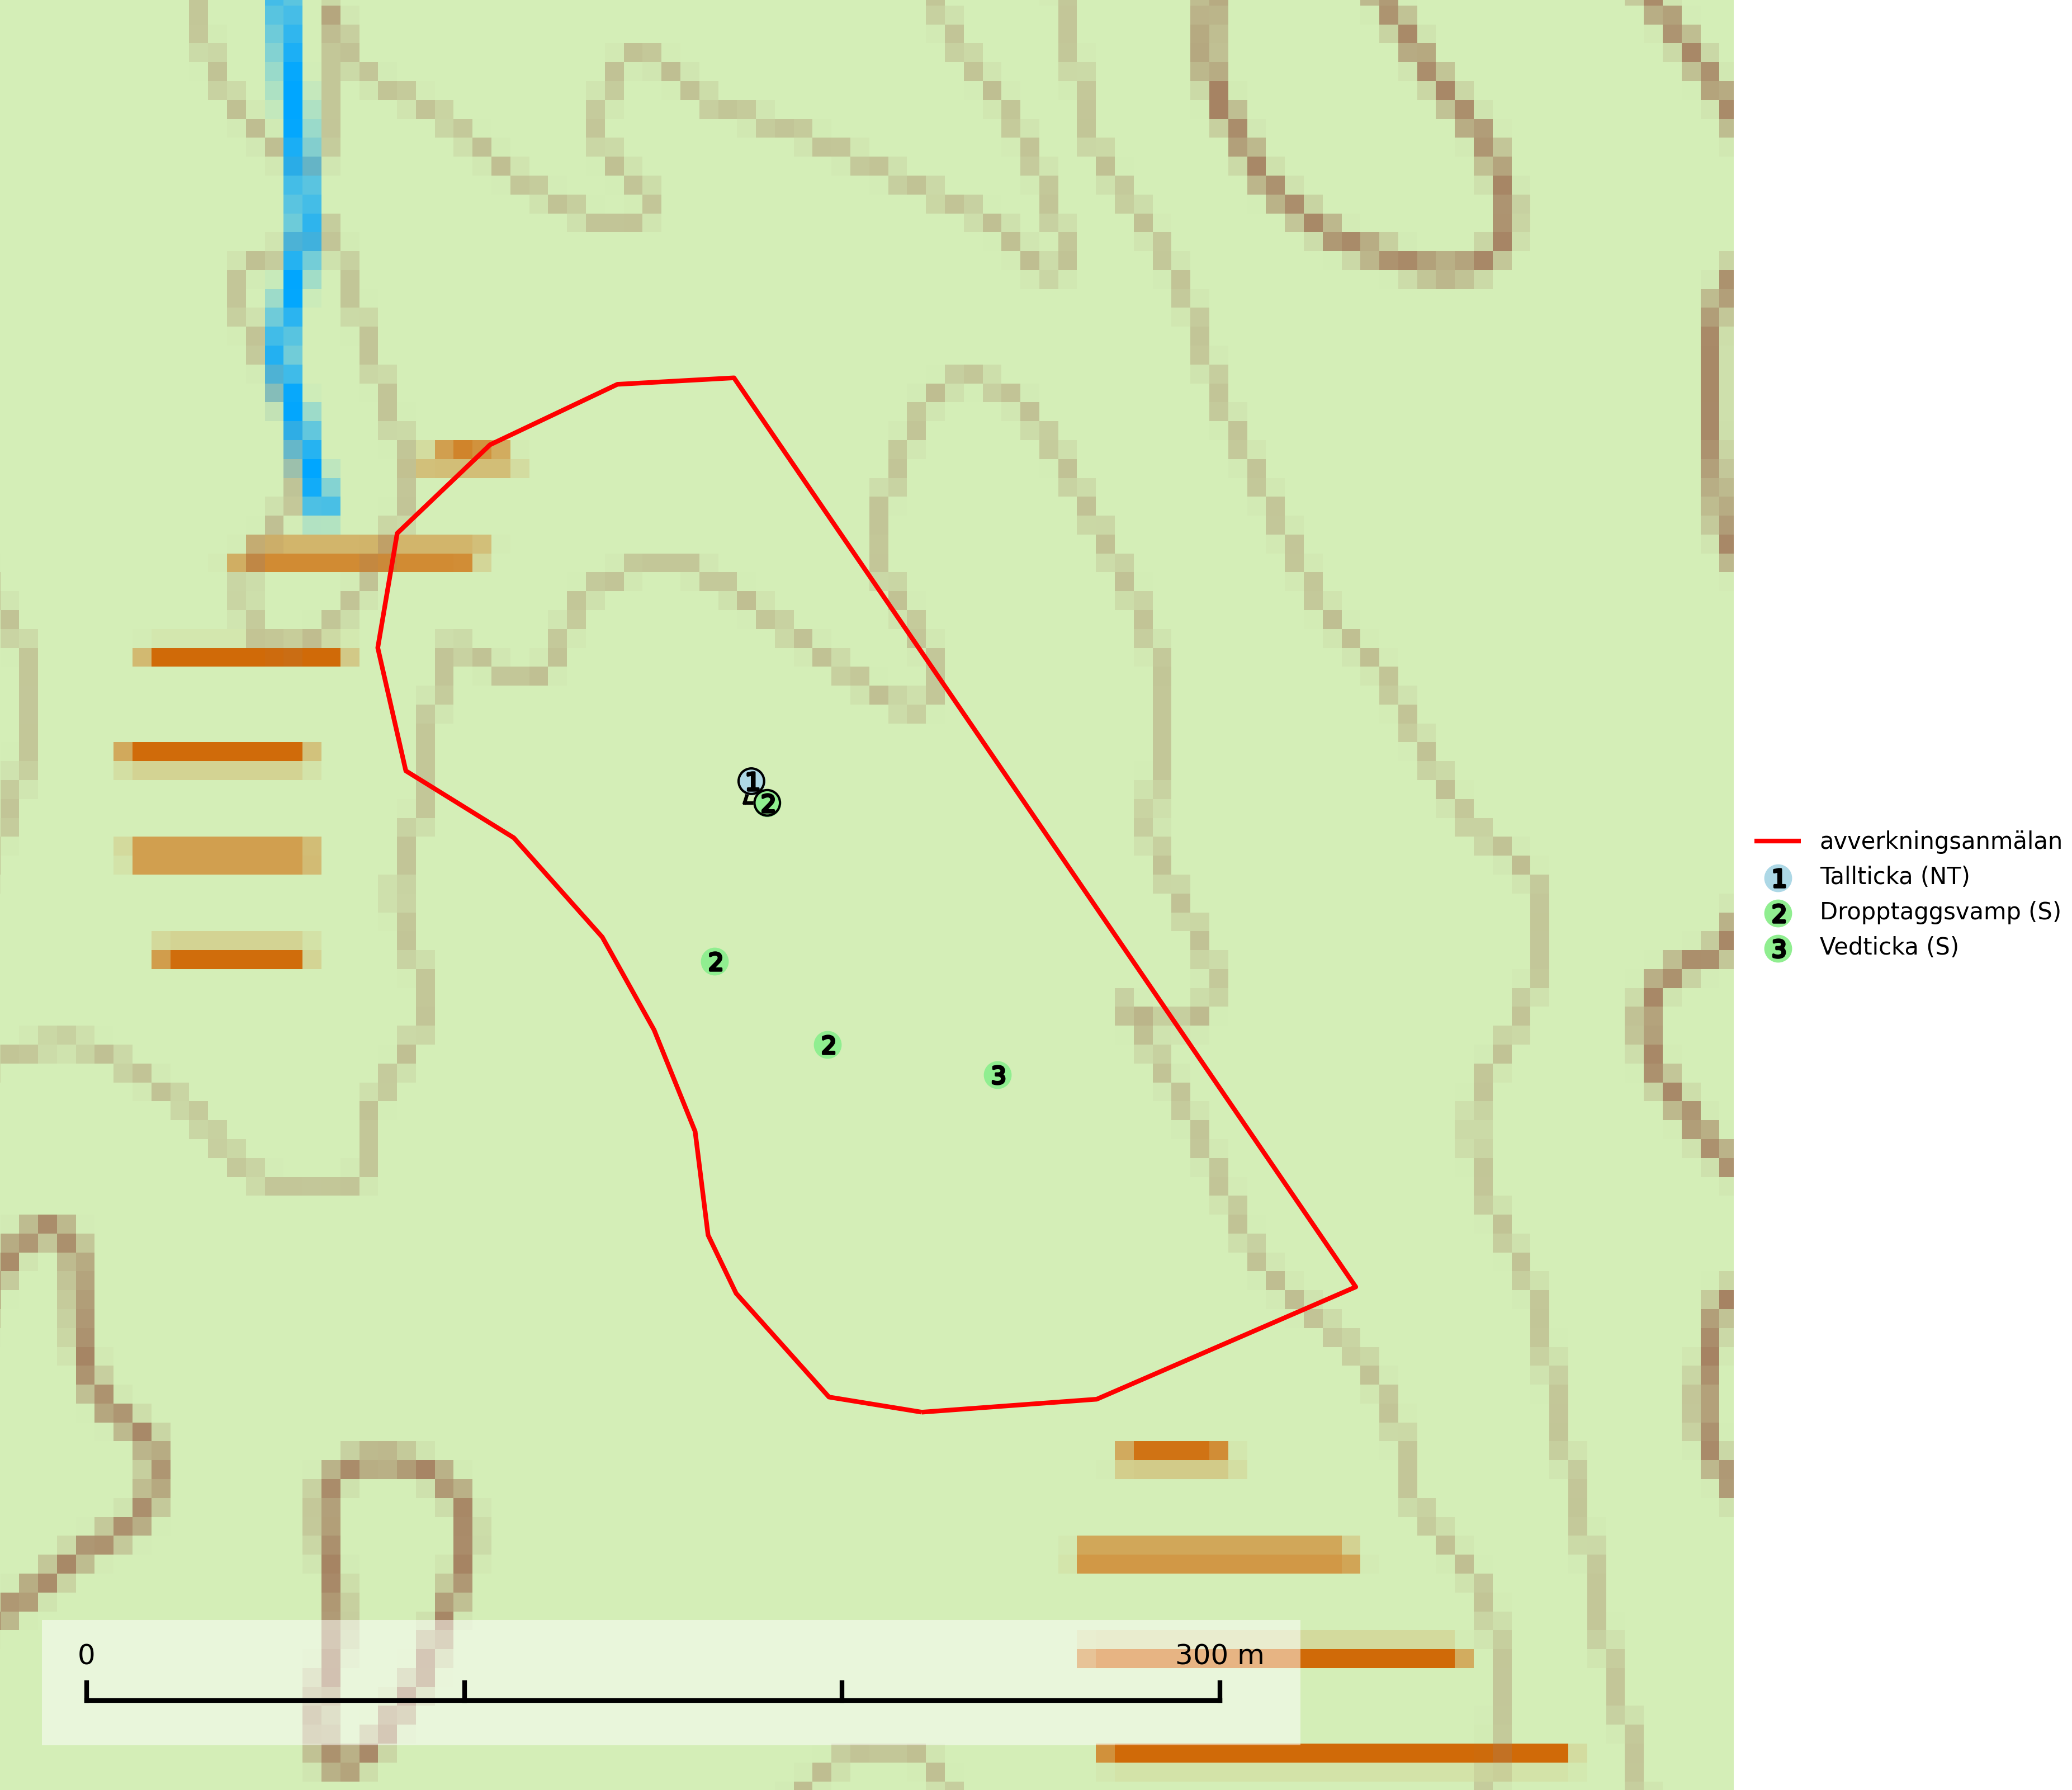 1
2
2
2
3
avverkningsanmälan
1 Tallticka (NT)
2 Dropptaggsvamp (S)
3 Vedticka (S)
0 300 m